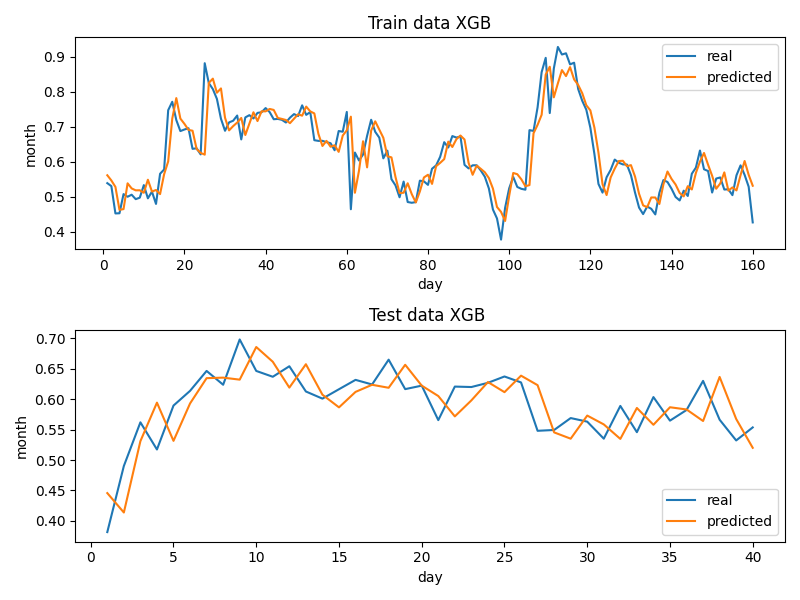 Train data XGB
real
predicted
0.9
0.8
0.7
0.6
0.5
0.4
month
0 20 40 60 80 100 120 140 160
day
Test data XGB
0.70
0.65
0.60
0.55
0.50
0.45
0.40
month
real
predicted
0 5 10 15 20 25 30 35 40
day